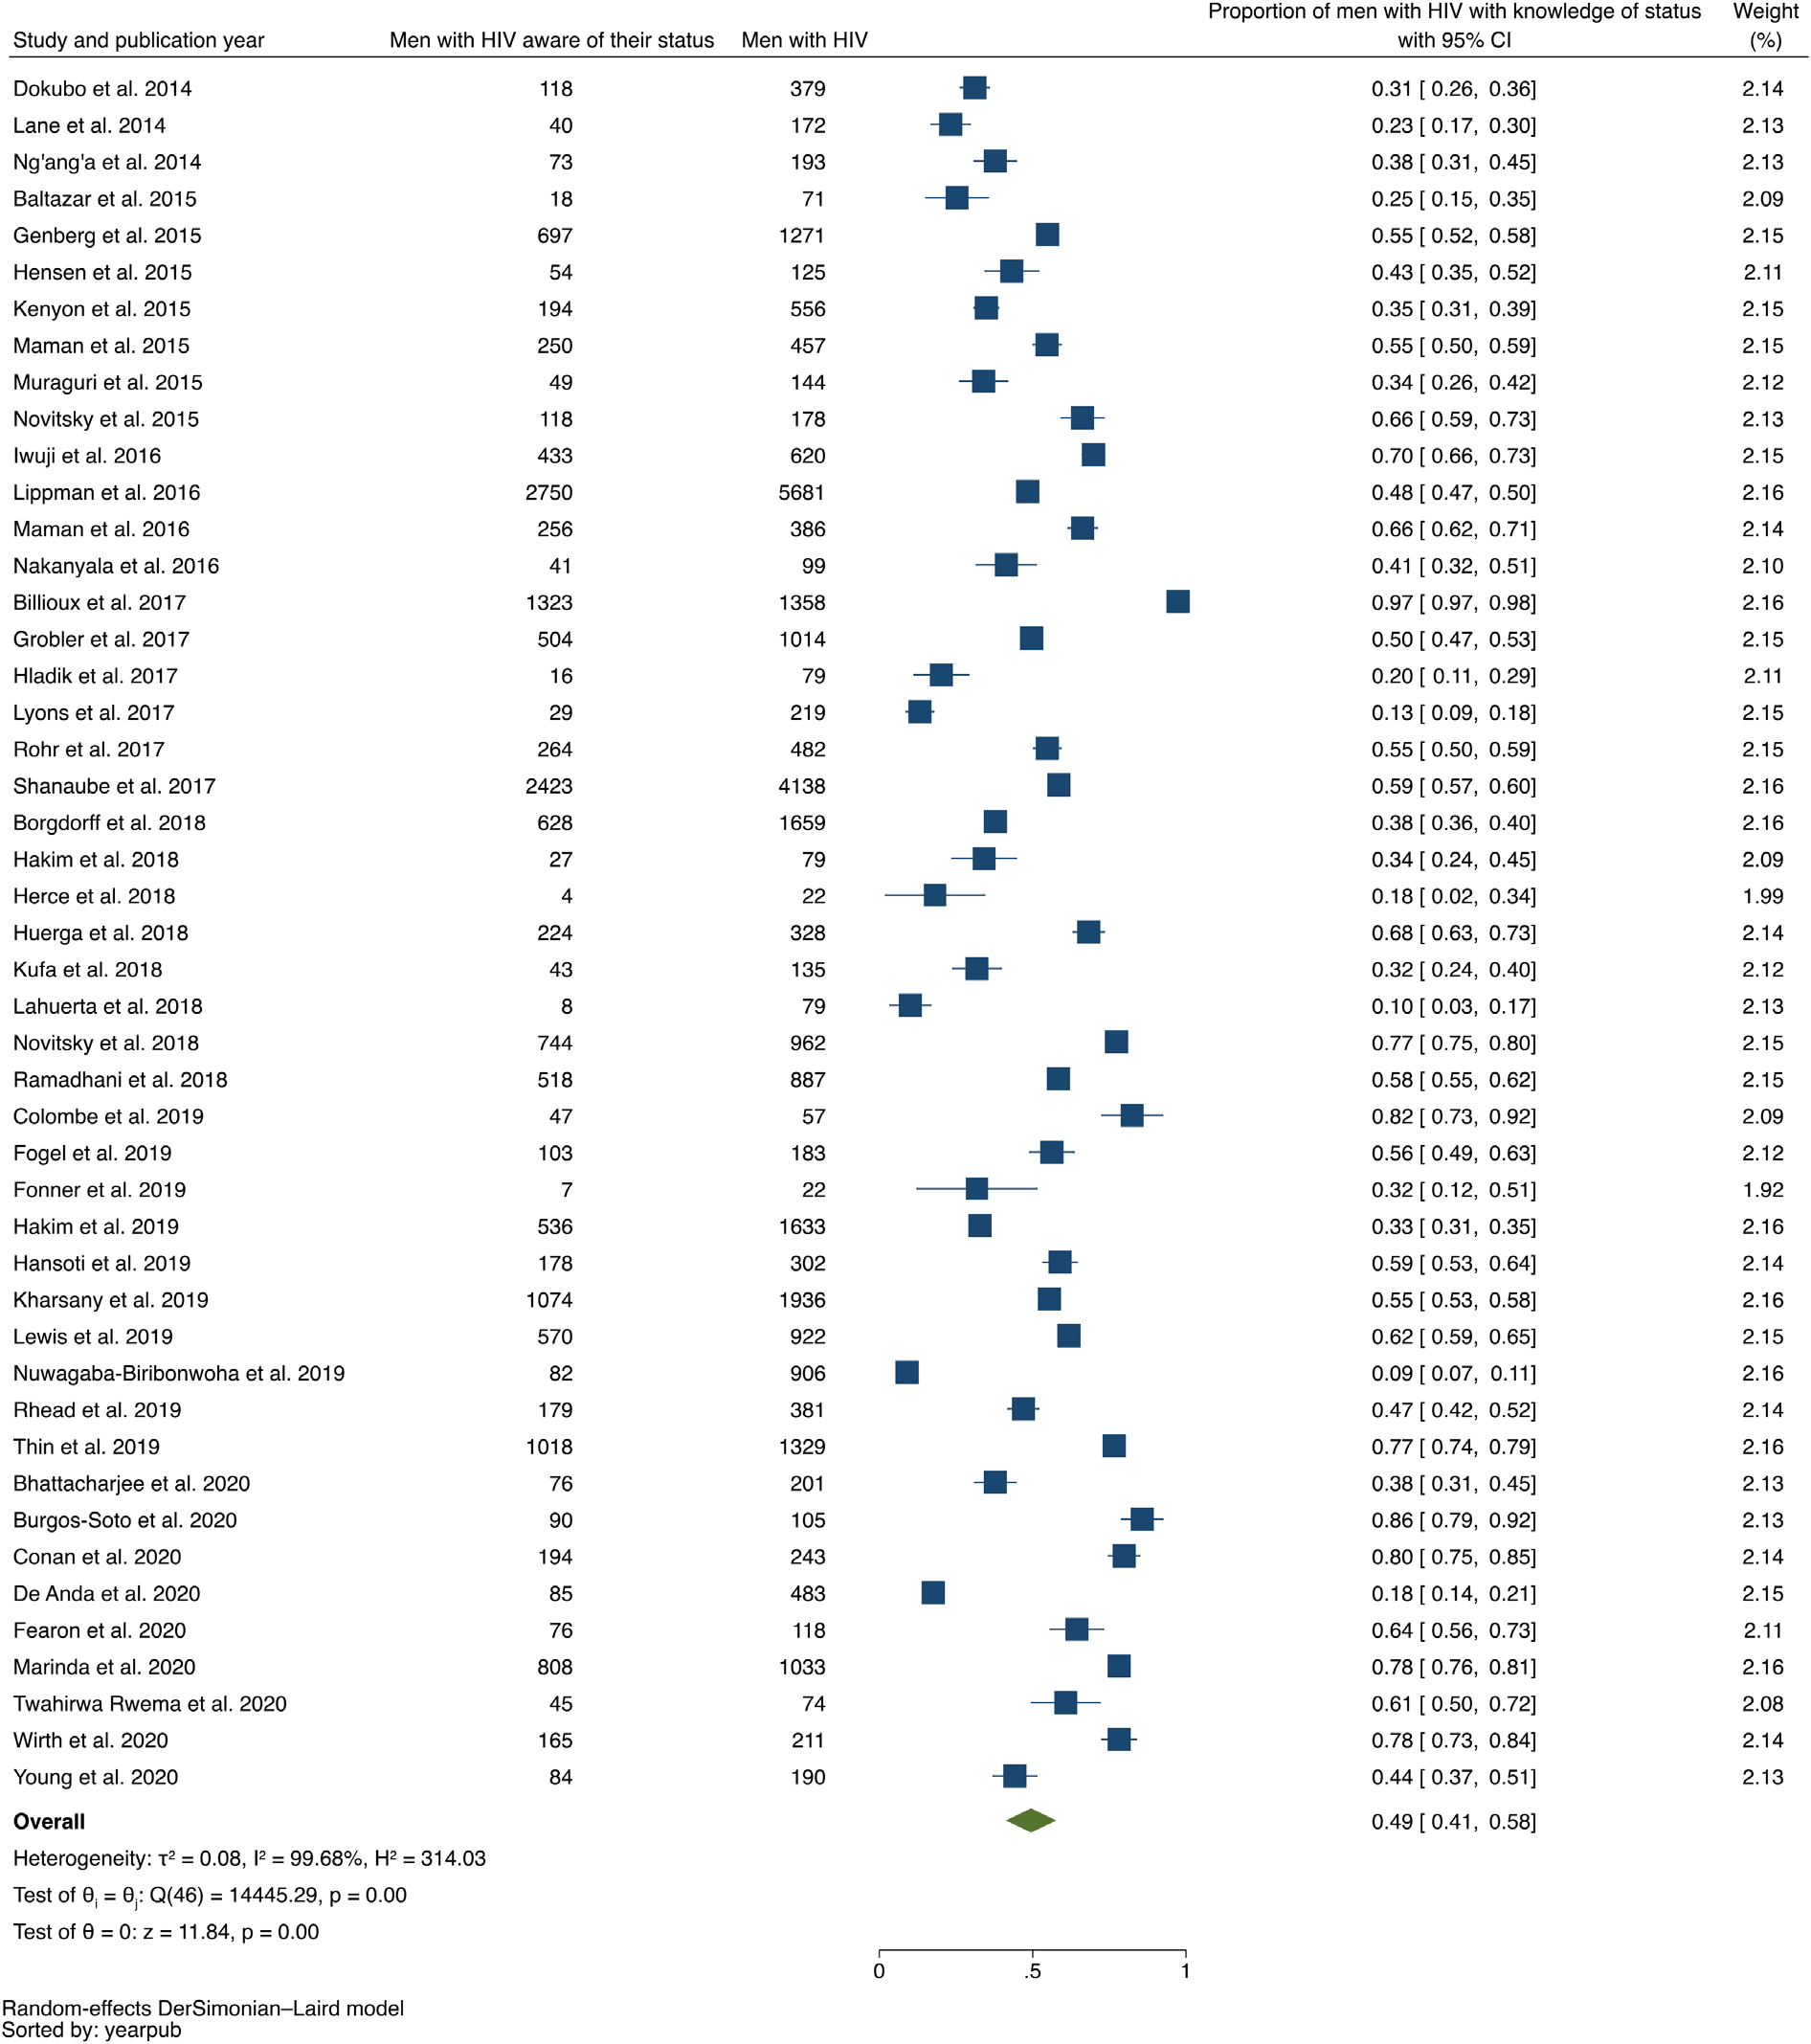 Proportion of men with HIV with knowledge of status Weight
Study and publication year Men with HIV aware of their status Men with HIV with 95% CI (%)
Dokubo et al. 2014 118 379 0.31 [ 0.26, 0.36] 2.14
Lane et al. 2014 40 172 0.23 [ 0.17, 0.30] 2.13
Ng'ang'a et al. 2014 73 193 0.38 [ 0.31, 0.45] 2.13
Baltazar et al. 2015 18 71 0.25 [ 0.15, 0.35] 2.09
Genberg et al. 2015 697 1271 0.55 [ 0.52, 0.58] 2.15
Hensen et al. 2015 54 125 0.43 [ 0.35, 0.52] 2.11
Kenyon et al. 2015 194 556 0.35 [ 0.31, 0.39] 2.15
Maman et al. 2015 250 457 0.55 [ 0.50, 0.59] 2.15
Muraguri et al. 2015 49 144 0.34 [ 0.26, 0.42] 2.12
Novitsky et al. 2015 118 178 0.66 [ 0.59, 0.73] 2.13
Iwuji et al. 2016 433 620 0.70 [ 0.66, 0.73] 2.15
Lippman et al. 2016 2750 5681 0.48 [ 0.47, 0.50] 2.16
Maman et al. 2016 256 386 0.66 [ 0.62, 0.71] 2.14
Nakanyala et al. 2016 41 99 0.41 [ 0.32, 0.51] 2.10
Billioux et al. 2017 1323 1358 0.97 [ 0.97, 0.98] 2.16
Grobler et al. 2017 504 1014 0.50 [ 0.47, 0.53] 2.15
Hladik et al. 2017 16 79 0.20 [ 0.11, 0.29] 2.11
Lyons et al. 2017 29 219 0.13 [ 0.09, 0.18] 2.15
Rohr et al. 2017 264 482 0.55 [ 0.50, 0.59] 2.15
Shanaube et al. 2017 2423 4138 0.59 [ 0.57, 0.60] 2.16
Borgdorff et al. 2018 628 1659 0.38 [ 0.36, 0.40] 2.16
Hakim et al. 2018 27 79 0.34 [ 0.24, 0.45] 2.09
Herce et al. 2018 4 22 0.18 [ 0.02, 0.34] 1.99
Huerga et al. 2018 224 328 0.68 [ 0.63, 0.73] 2.14
Kufa et al. 2018 43 135 0.32 [ 0.24, 0.40] 2.12
Lahuerta et al. 2018 8 79 0.10 [ 0.03, 0.17] 2.13
Novitsky et al. 2018 744 962 0.77 [ 0.75, 0.80] 2.15
Ramadhani et al. 2018 518 887 0.58 [ 0.55, 0.62] 2.15
Colombe et al. 2019 47 57 0.82 [ 0.73, 0.92] 2.09
Fogel et al. 2019 103 183 0.56 [ 0.49, 0.63] 2.12
Fonner et al. 2019 7 22 0.32 [ 0.12, 0.51] 1.92
Hakim et al. 2019 536 1633 0.33 [ 0.31, 0.35] 2.16
Hansoti et al. 2019 178 302 0.59 [ 0.53, 0.64] 2.14
Kharsany et al. 2019 1074 1936 0.55 [ 0.53, 0.58] 2.16
Lewis et al. 2019 570 922 0.62 [ 0.59, 0.65] 2.15
Nuwagaba-Biribonwoha et al. 2019 82 906 0.09 [ 0.07, 0.11] 2.16
Rhead et al. 2019 179 381 0.47 [ 0.42, 0.52] 2.14
Thin et al. 2019 1018 1329 0.77 [ 0.74, 0.79] 2.16
Bhattacharjee et al. 2020 76 201 0.38 [ 0.31, 0.45] 2.13
Burgos-Soto et al. 2020 90 105 0.86 [ 0.79, 0.92] 2.13
Conan et al. 2020 194 243 0.80 [ 0.75, 0.85] 2.14
De Anda et al. 2020 85 483 0.18 [ 0.14, 0.21] 2.15
Fearon et al. 2020 76 118 0.64 [ 0.56, 0.73] 2.11
Marinda et al. 2020 808 1033 0.78 [ 0.76, 0.81] 2.16
Twahirwa Rwema et al. 2020 45 74 0.61 [ 0.50, 0.72] 2.08
Wirth et al. 2020 165 211 0.78 [ 0.73, 0.84] 2.14
Young et al. 2020 84 190 0.44 [ 0.37, 0.51] 2.13
Overall 0.49 [ 0.41, 0.58]
Heterogeneity: τ² = 0.08, I² = 99.68%, H² = 314.03
Test of θᵢ = θⱼ: Q(46) = 14445.29, p = 0.00
Test of θ = 0: z = 11.84, p = 0.00
0 .5 1
Random-effects DerSimonian–Laird model
Sorted by: yearpub